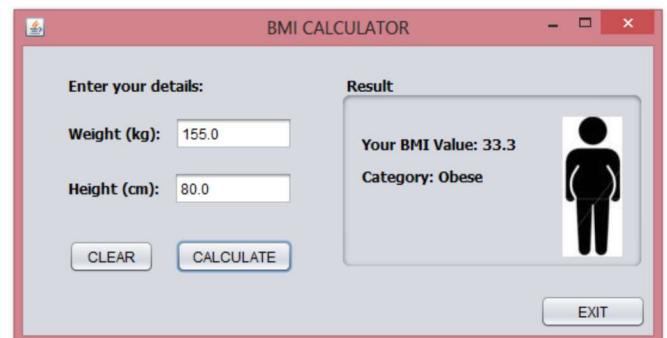 BMI CALCULATOR
Enter your details:
Weight (kg): 155.0
Height (cm): 80.0
CLEAR CALCULATE
Result
Your BMI Value: 33.3
Category: Obese
EXIT